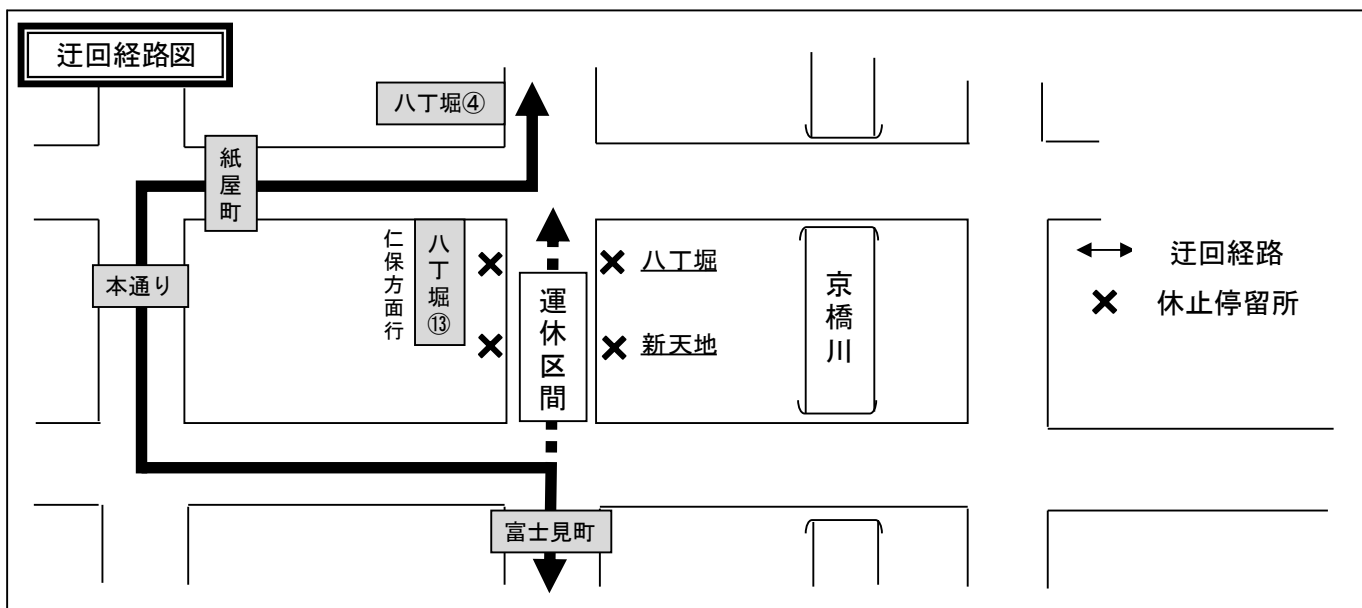 迂回経路図
八丁堀④
紙屋町
本通り
仁保方面行
八丁堀⑬
運休区間
八丁堀
新天地
京橋川
迂回経路
休止停留所
富士見町